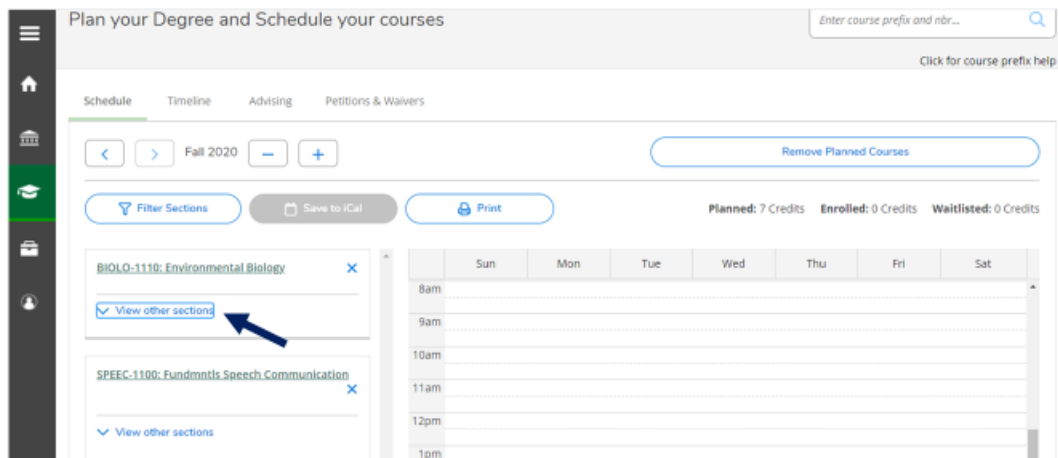 Plan your Degree and Schedule your courses
Enter course prefix and nbr...
Click for course prefix help
Schedule Timeline Advising Petitions & Waivers
Fall 2020
Remove Planned Courses
Filter Sections Save to iCal Print
Planned: 7 Credits Enrolled: 0 Credits Waitlisted: 0 Credits
BIOLO-1110: Environmental Biology
View other sections
SPEEC-1100: Fundmntls Speech Communication
View other sections
Sun Mon Tue Wed Thu Fri Sat
8am
9am
10am
11am
12pm
1pm